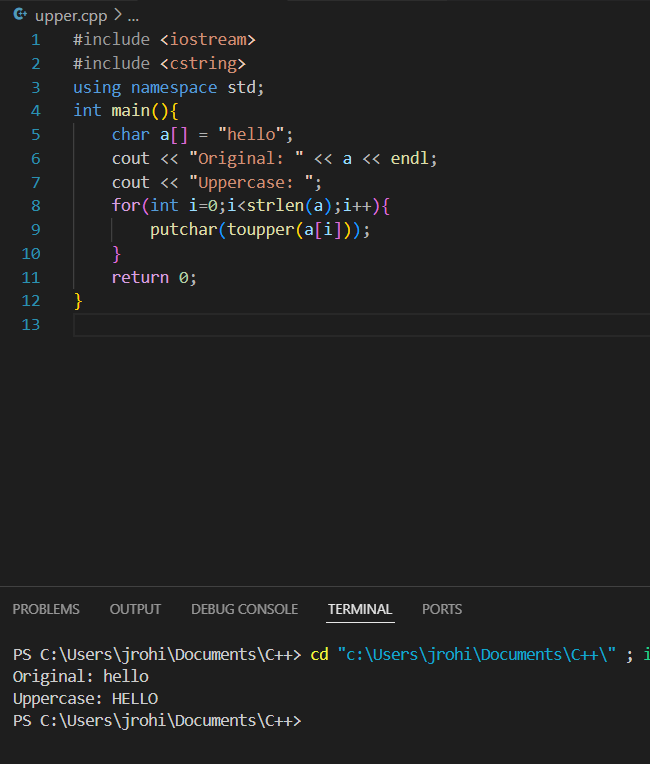 upper.cpp > ...
1 #include <iostream>
2 #include <cstring>
3 using namespace std;
4 int main(){
5     char a[] = "hello";
6     cout << "Original: " << a << endl;
7     cout << "Uppercase: ";
8     for(int i=0;i<strlen(a);i++){
9         putchar(toupper(a[i]));
10     }
11     return 0;
12 }
13
PROBLEMS OUTPUT DEBUG CONSOLE TERMINAL PORTS
PS C:\Users\jrohi\Documents\C++> cd "c:\Users\jrohi\Documents\C++\" ; i
Original: hello
Uppercase: HELLO
PS C:\Users\jrohi\Documents\C++>